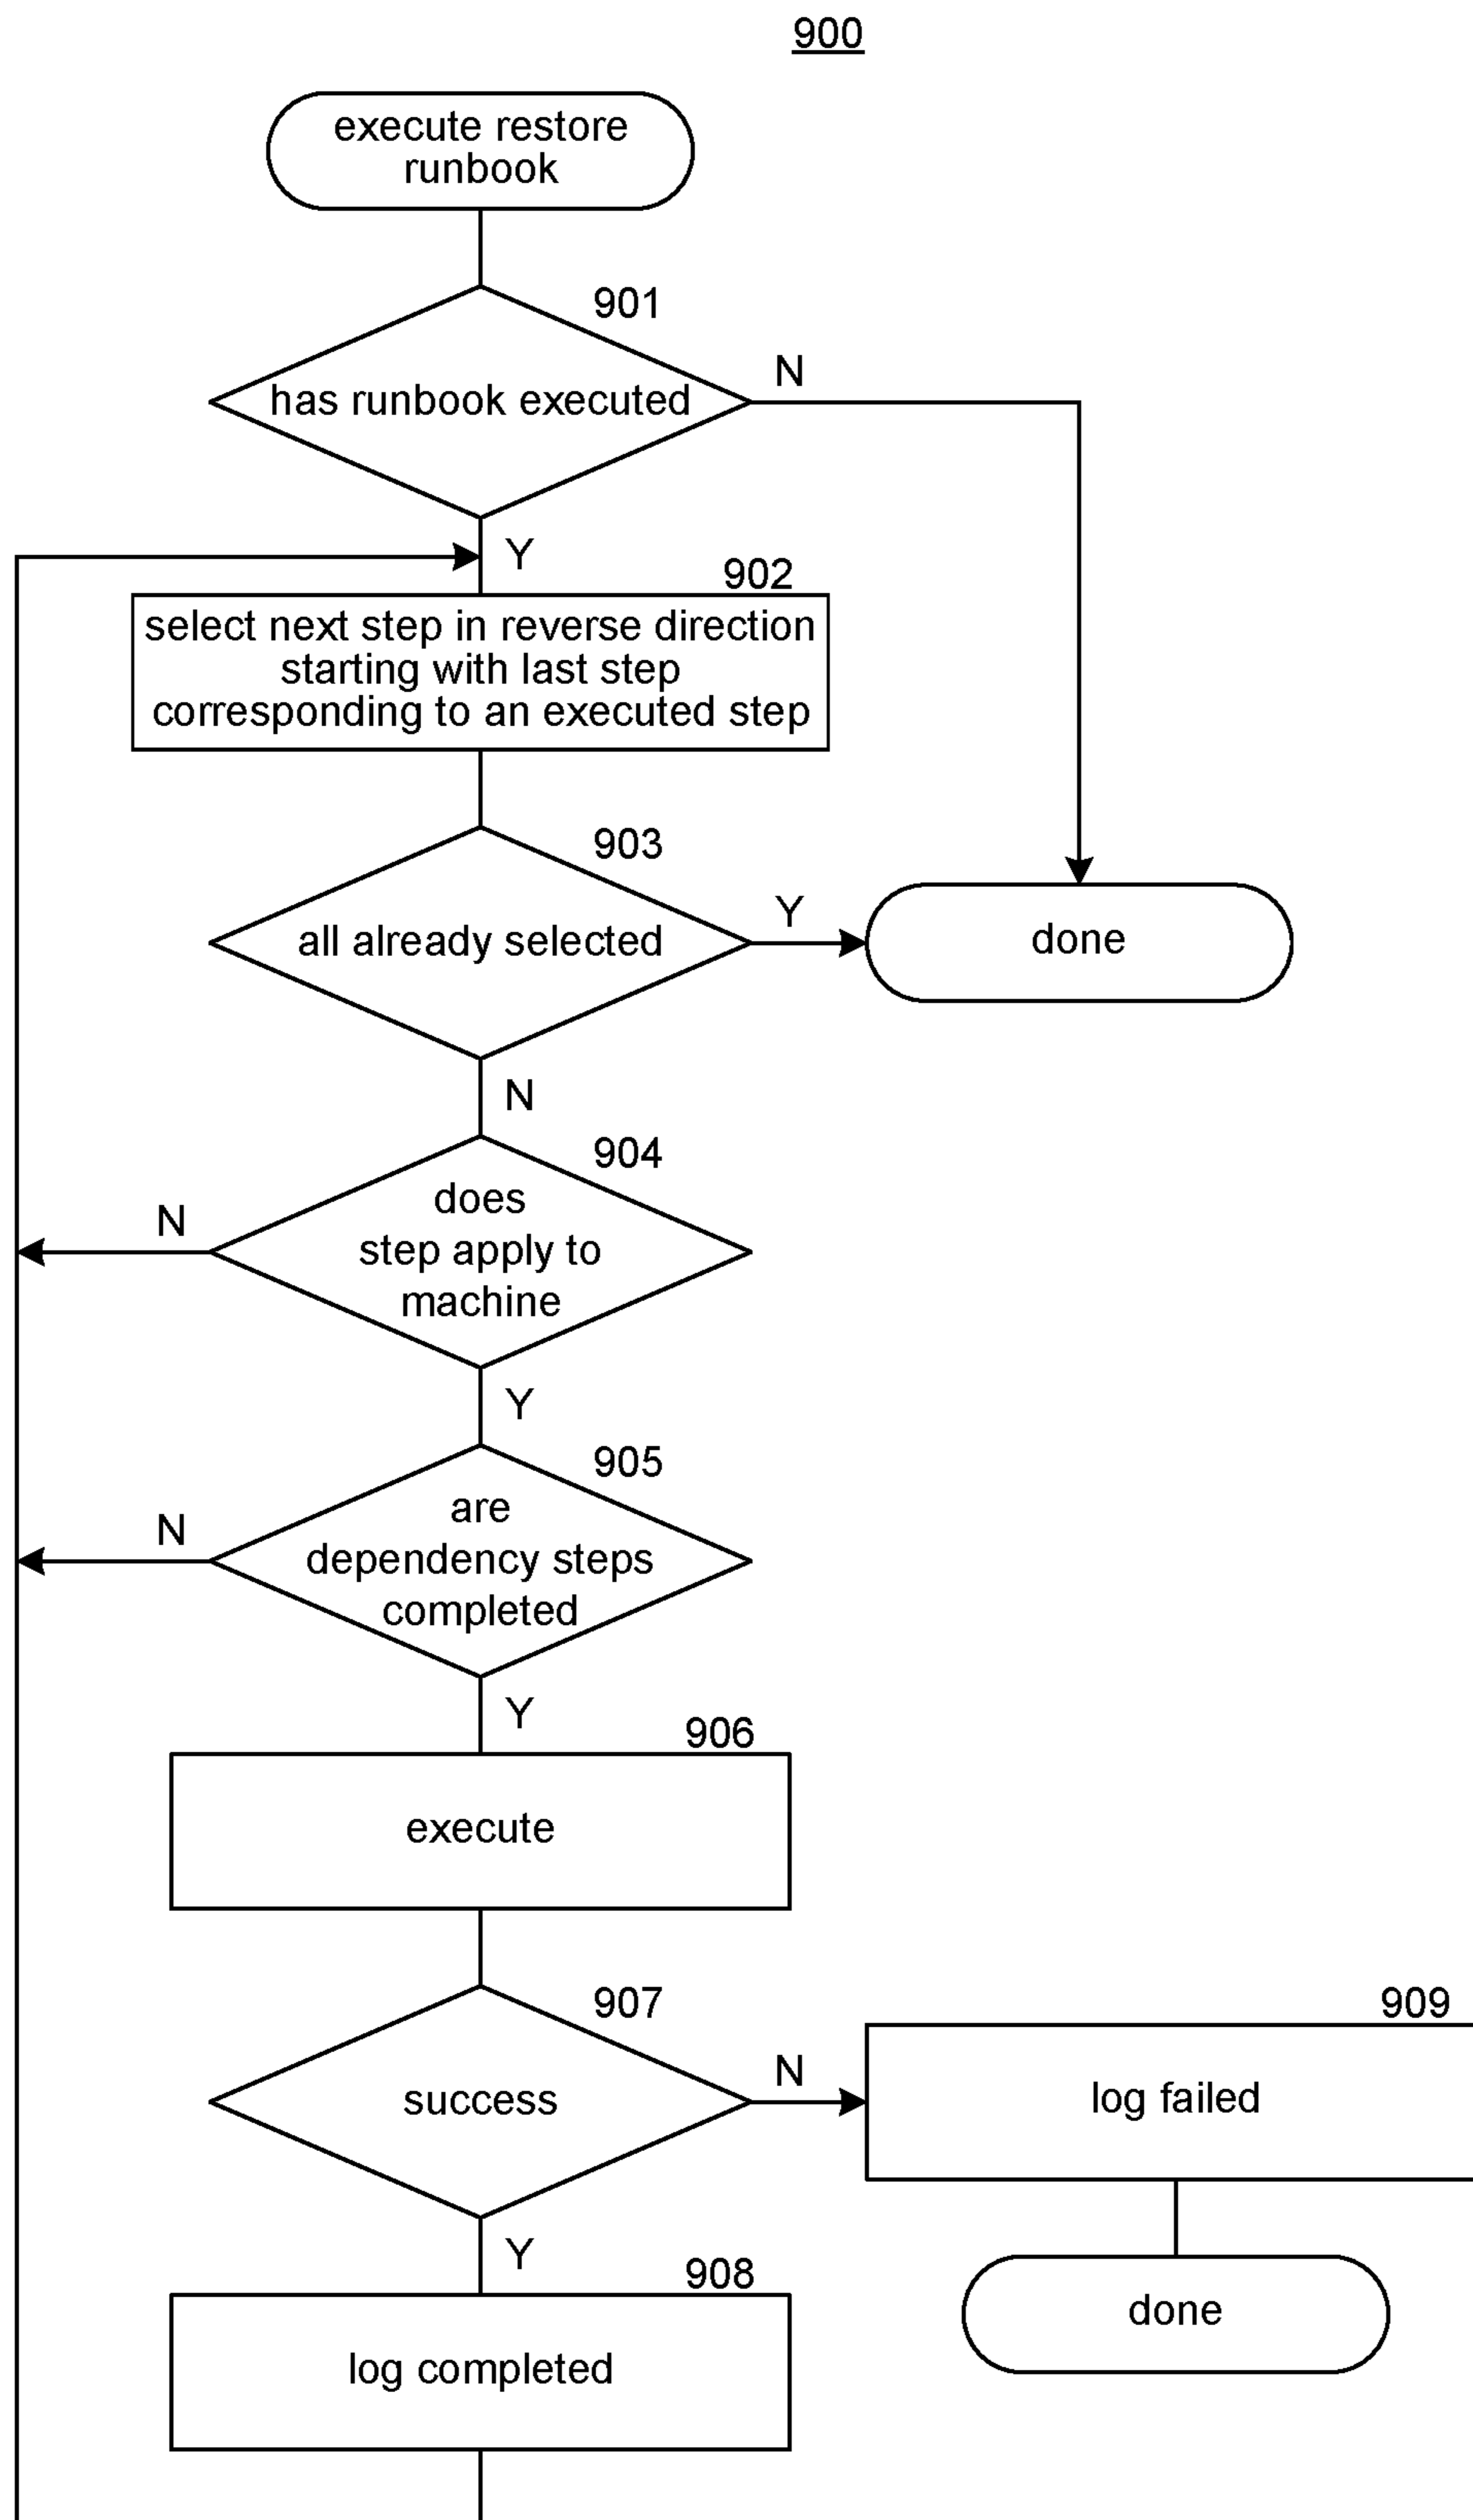 900
execute restore
runbook
901
has runbook executed
N
Y
902
select next step in reverse direction
starting with last step
corresponding to an executed step
903
all already selected
Y
done
N
904
does
step apply to
machine
N
Y
905
are
dependency steps
completed
N
Y
906
execute
907
success
N
909
log failed
Y
done
908
log completed